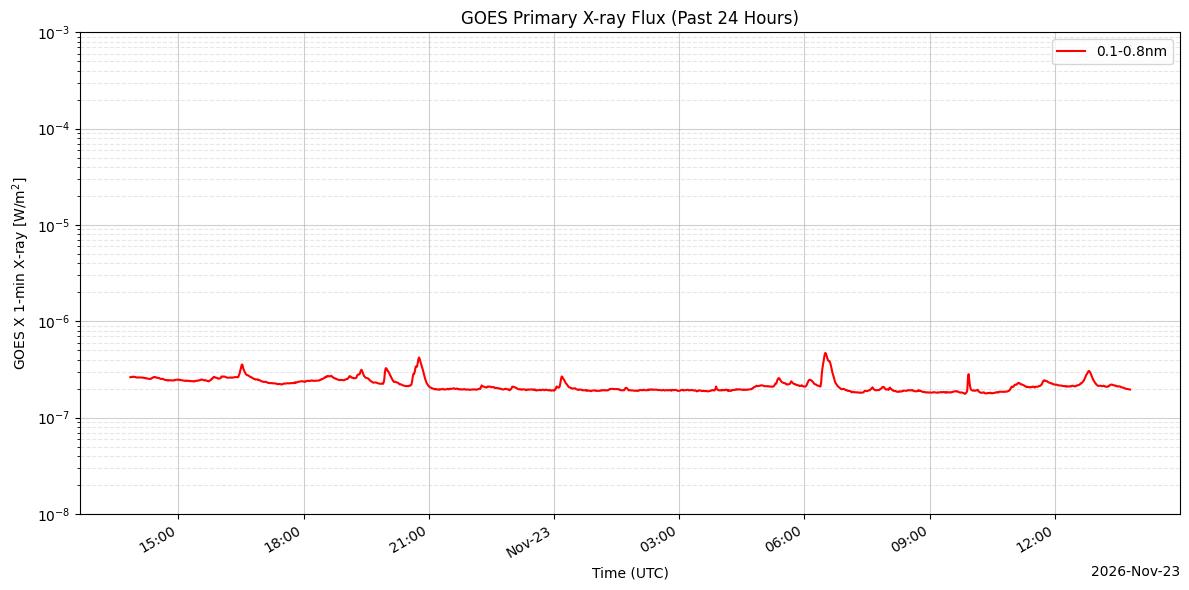 GOES Primary X-ray Flux (Past 24 Hours)
10⁻³
0.1-0.8nm
10⁻⁴
10⁻⁵
GOES X 1-min X-ray [W/m²]
10⁻⁶
10⁻⁷
10⁻⁸
15:00 18:00 21:00 Nov-23 03:00 06:00 09:00 12:00
Time (UTC)
2026-Nov-23